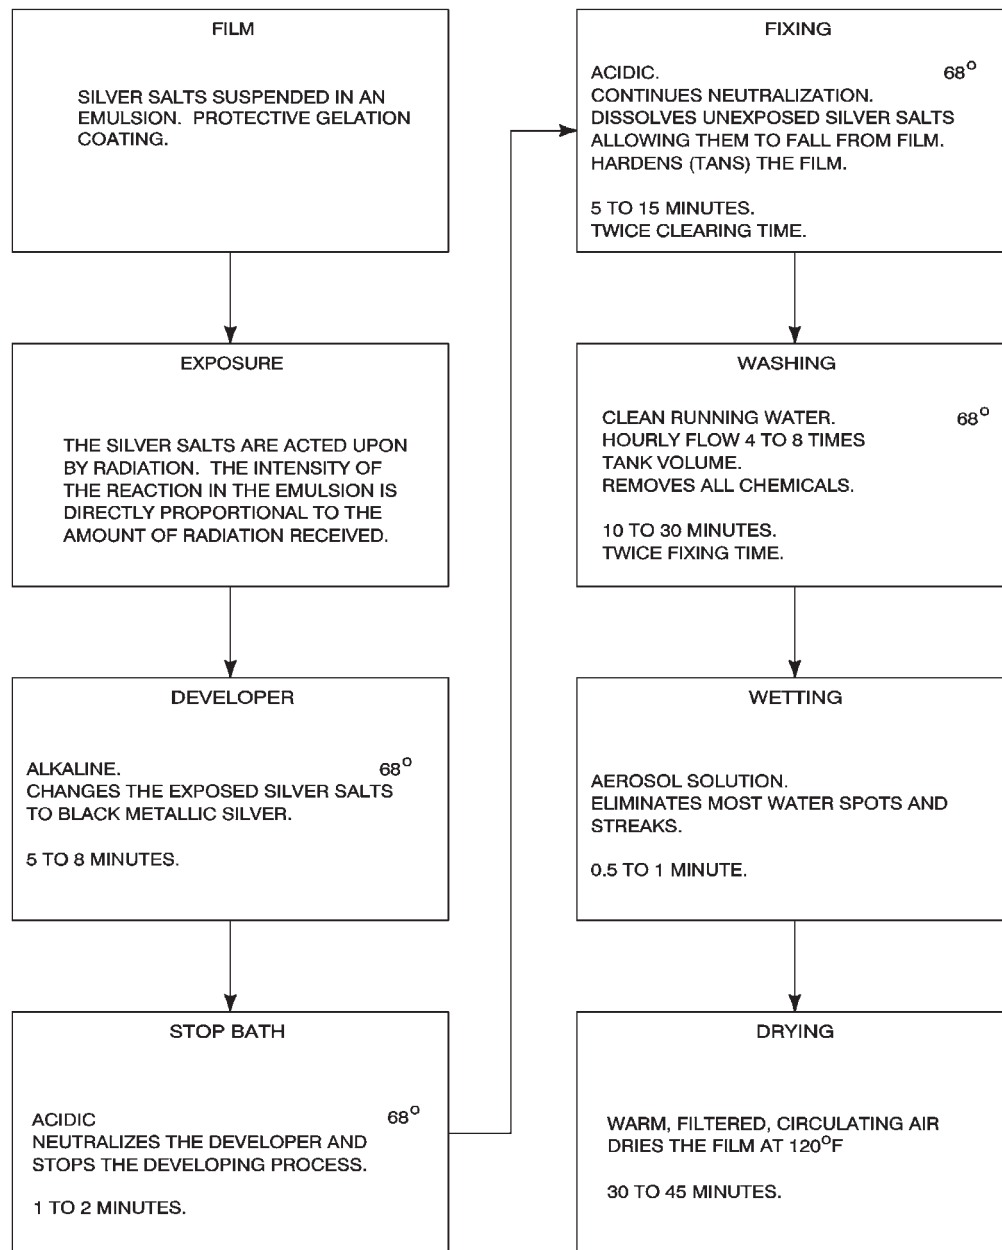 FILM
SILVER SALTS SUSPENDED IN AN
EMULSION. PROTECTIVE GELATION
COATING.
EXPOSURE
THE SILVER SALTS ARE ACTED UPON
BY RADIATION. THE INTENSITY OF
THE REACTION IN THE EMULSION IS
DIRECTLY PROPORTIONAL TO THE
AMOUNT OF RADIATION RECEIVED.
DEVELOPER
ALKALINE. 68°
CHANGES THE EXPOSED SILVER SALTS
TO BLACK METALLIC SILVER.
5 TO 8 MINUTES.
STOP BATH
ACIDIC 68°
NEUTRALIZES THE DEVELOPER AND
STOPS THE DEVELOPING PROCESS.
1 TO 2 MINUTES.
FIXING
ACIDIC. 68°
CONTINUES NEUTRALIZATION.
DISSOLVES UNEXPOSED SILVER SALTS
ALLOWING THEM TO FALL FROM FILM.
HARDENS (TANS) THE FILM.
5 TO 15 MINUTES.
TWICE CLEARING TIME.
WASHING
CLEAN RUNNING WATER. 68°
HOURLY FLOW 4 TO 8 TIMES
TANK VOLUME.
REMOVES ALL CHEMICALS.
10 TO 30 MINUTES.
TWICE FIXING TIME.
WETTING
AEROSOL SOLUTION.
ELIMINATES MOST WATER SPOTS AND
STREAKS.
0.5 TO 1 MINUTE.
DRYING
WARM, FILTERED, CIRCULATING AIR
DRIES THE FILM AT 120°F
30 TO 45 MINUTES.